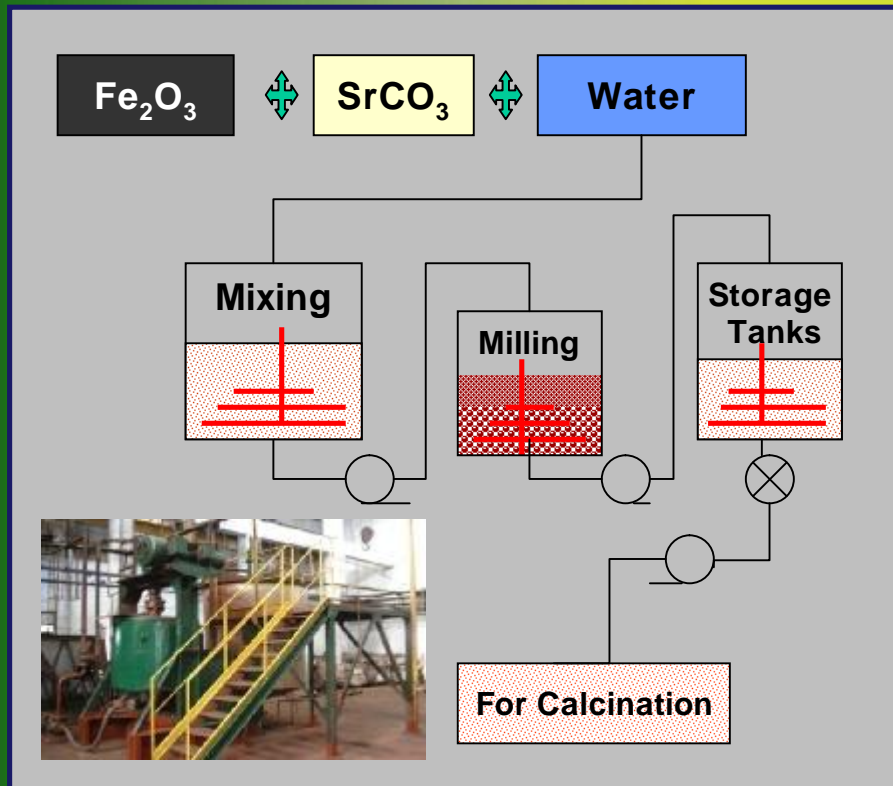 Fe₂O₃
SrCO₃
Water
Mixing
Milling
Storage
Tanks
For Calcination